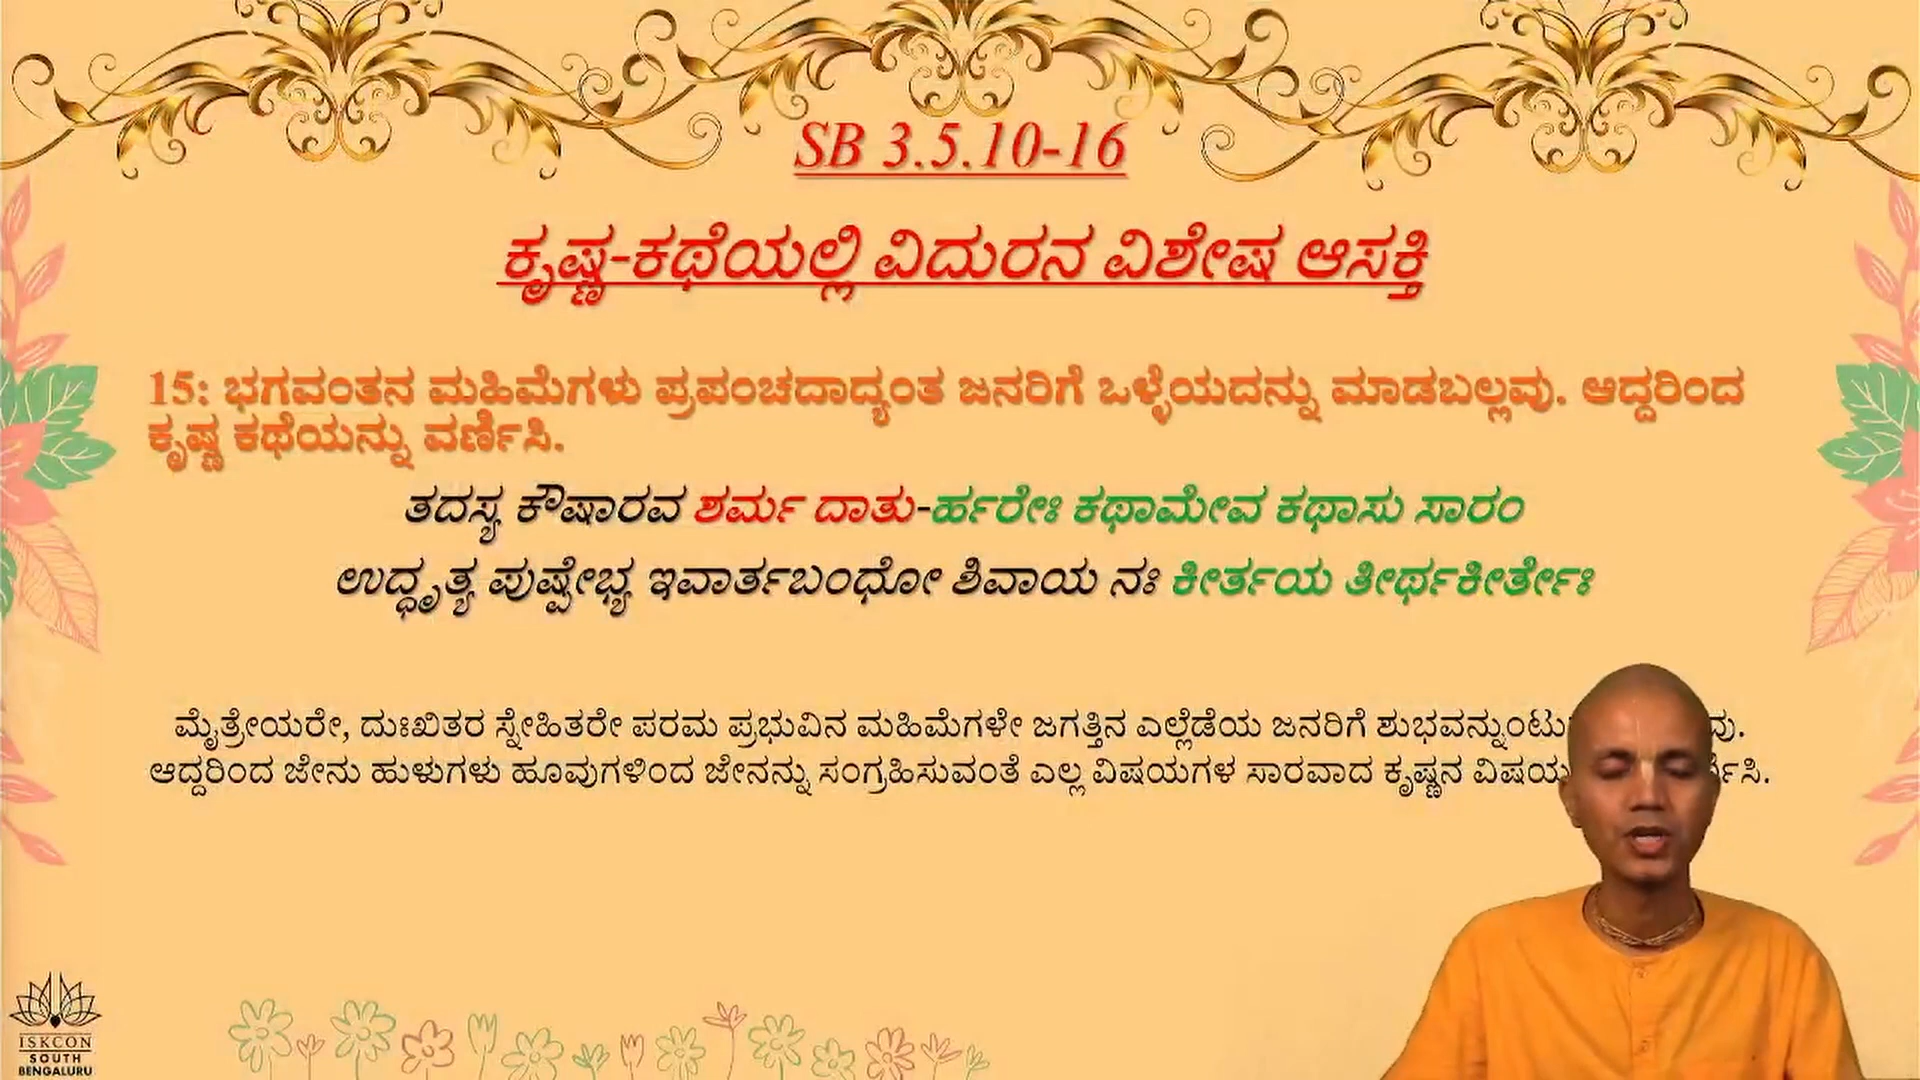 SB 3.5.10-16
ಕೃಷ್ಣ-ಕಥೆಯಲ್ಲಿ ವಿದುರನ ವಿಶೇಷ ಆಸಕ್ತಿ
15: ಭಗವಂತನ ಮಹಿಮೆಗಳು ಪ್ರಪಂಚದಾದ್ಯಂತ ಜನರಿಗೆ ಒಳ್ಳೆಯದನ್ನು ಮಾಡಬಲ್ಲವು. ಆದ್ದರಿಂದ
ಕೃಷ್ಣ ಕಥೆಯನ್ನು ವರ್ಣಿಸಿ.
ತದಸ್ಯ ಕೌಷಾರವ ಶರ್ಮ ದಾತು-ರ್ಹರೇಃ ಕಥಾಮೇವ ಕಥಾಸು ಸಾರಂ
ಉದ್ಧೃತ್ಯ ಪುಷ್ಪೇಭ್ಯ ಇವಾರ್ತಬಂಧೋ ಶಿವಾಯ ನಃ ಕೀರ್ತಯ ತೀರ್ಥಕೀರ್ತೇಃ
ಮೈತ್ರೇಯರೇ, ದುಃಖಿತರ ಸ್ನೇಹಿತರೇ ಪರಮ ಪ್ರಭುವಿನ ಮಹಿಮೆಗಳೇ ಜಗತ್ತಿನ ಎಲ್ಲೆಡೆಯ ಜನರಿಗೆ
ಆದ್ದರಿಂದ ಜೇನು ಹುಳುಗಳು ಹೂವುಗಳಿಂದ ಜೇನನ್ನು ಸಂಗ್ರಹಿಸುವಂತೆ ಎಲ್ಲ ವಿಷಯಗಳ ಸಾರವಾದ ಕೃಷ್ಣನ
ISKCON
SOUTH
BENGALURU